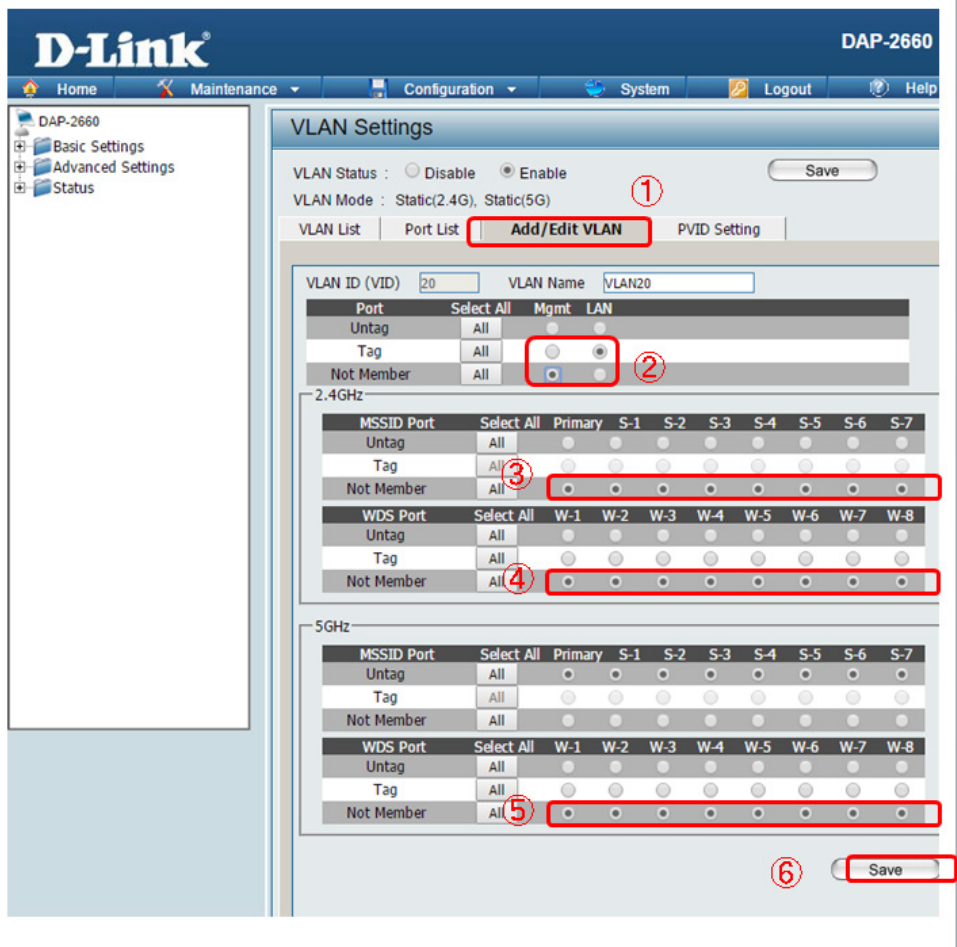 D-Link®
DAP-2660
Home Maintenance Configuration System Logout Help
DAP-2660
Basic Settings
Advanced Settings
Status
VLAN Settings
VLAN Status : Disable Enable Save
VLAN Mode : Static(2.4G), Static(5G)
①
VLAN List Port List Add/Edit VLAN PVID Setting
VLAN ID (VID) 20 VLAN Name VLAN20
Port Select All Mgmt LAN
Untag All
Tag All
②
Not Member All
2.4GHz
MSSID Port Select All Primary S-1 S-2 S-3 S-4 S-5 S-6 S-7
Untag All
Tag All
③
Not Member All
WDS Port Select All W-1 W-2 W-3 W-4 W-5 W-6 W-7 W-8
Untag All
Tag All
Not Member All ④
5GHz
MSSID Port Select All Primary S-1 S-2 S-3 S-4 S-5 S-6 S-7
Untag All
Tag All
Not Member All
WDS Port Select All W-1 W-2 W-3 W-4 W-5 W-6 W-7 W-8
Untag All
Tag All
Not Member All ⑤
⑥ Save